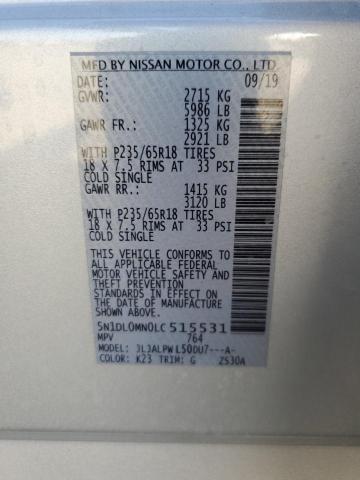 MFD BY NISSAN MOTOR CO., LTD.
DATE: 09/19
GVWR: 2715 KG
5986 LB
GAWR FR.: 1325 KG
2921 LB
WITH P235/65R18 TIRES
18 X 7.5 RIMS AT 33 PSI
COLD SINGLE
GAWR RR.: 1415 KG
3120 LB
WITH P235/65R18 TIRES
18 X 7.5 RIMS AT 33 PSI
COLD SINGLE
THIS VEHICLE CONFORMS TO
ALL APPLICABLE FEDERAL
MOTOR VEHICLE SAFETY AND
THEFT PREVENTION STANDARDS
IN EFFECT ON THE DATE OF
MANUFACTURE SHOWN ABOVE.
5N1DL0MN0LC515531
MPV 764
MODEL: JLJALPW L50DU7---A-
COLOR: K23 TRIM: G ZS30A